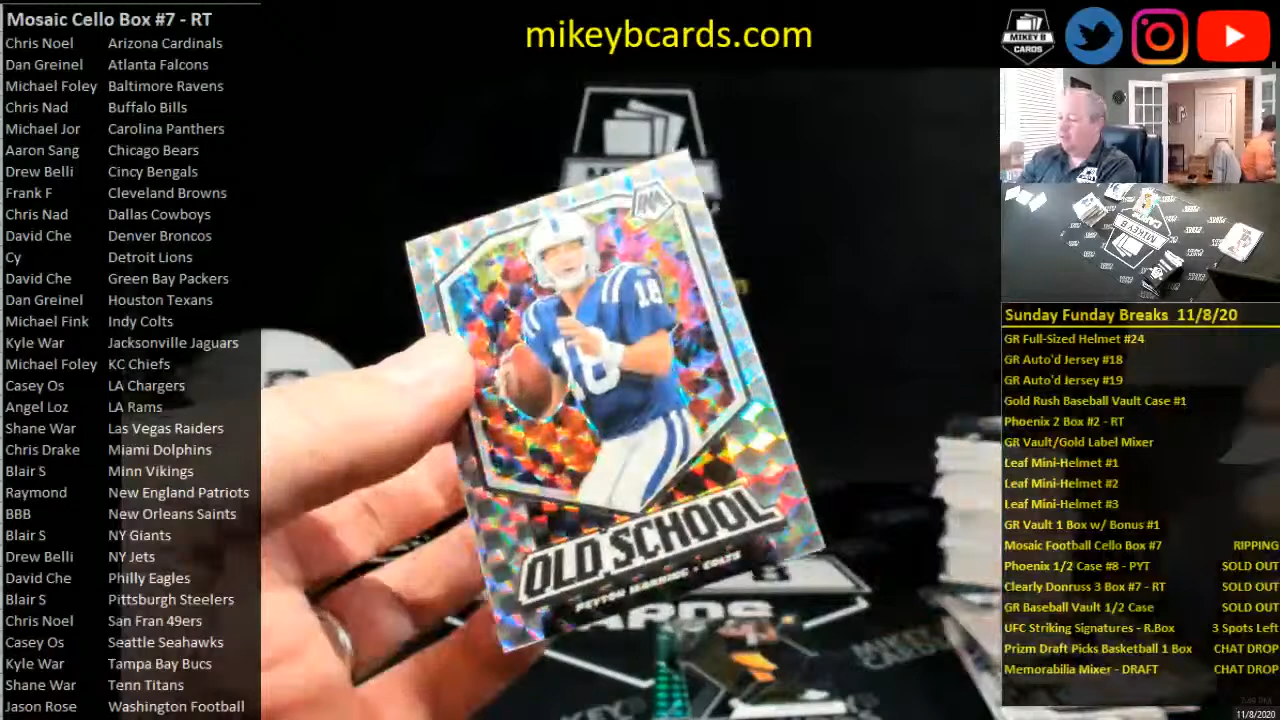 Mosaic Cello Box #7 - RT
Chris Noel Arizona Cardinals
Dan Greinel Atlanta Falcons
Michael Foley Baltimore Ravens
Chris Nad Buffalo Bills
Michael Jor Carolina Panthers
Aaron Sang Chicago Bears
Drew Belli Cincy Bengals
Frank F Cleveland Browns
Chris Nad Dallas Cowboys
David Che Denver Broncos
Cy Detroit Lions
David Che Green Bay Packers
Dan Greinel Houston Texans
Michael Fink Indy Colts
Kyle War Jacksonville Jaguars
Michael Foley KC Chiefs
Casey Os LA Chargers
Angel Loz LA Rams
Shane War Las Vegas Raiders
Chris Drake Miami Dolphins
Blair S Minn Vikings
Raymond New England Patriots
BBB New Orleans Saints
Blair S NY Giants
Drew Belli NY Jets
David Che Philly Eagles
Blair S Pittsburgh Steelers
Chris Noel San Fran 49ers
Casey Os Seattle Seahawks
Kyle War Tampa Bay Bucs
Shane War Tenn Titans
Jason Rose Washington Football
mikeybcards.com
18
18
OLD SCHOOL
PEYTON MANNING • COLTS
CARDS
MIKEY B
CARDS
Sunday Funday Breaks 11/8/20
GR Full-Sized Helmet #24
GR Auto'd Jersey #18
GR Auto'd Jersey #19
Gold Rush Baseball Vault Case #1
Phoenix 2 Box #2 - RT
GR Vault/Gold Label Mixer
Leaf Mini-Helmet #1
Leaf Mini-Helmet #2
Leaf Mini-Helmet #3
GR Vault 1 Box w/ Bonus #1
Mosaic Football Cello Box #7 RIPPING
Phoenix 1/2 Case #8 - PYT SOLD OUT
Clearly Donruss 3 Box #7 - RT SOLD OUT
GR Baseball Vault 1/2 Case SOLD OUT
UFC Striking Signatures - R.Box 3 Spots Left
Prizm Draft Picks Basketball 1 Box CHAT DROP
Memorabilia Mixer - DRAFT CHAT DROP
11/8/2020